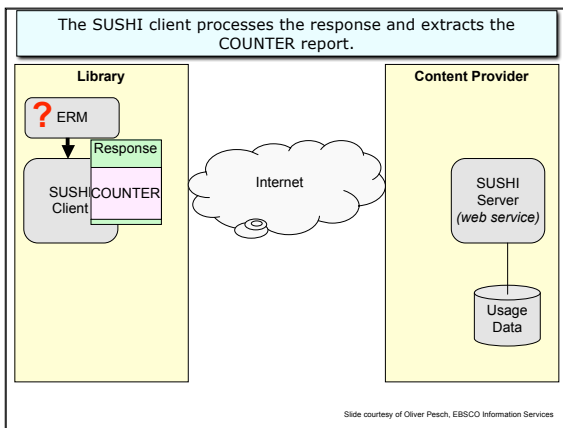 The SUSHI client processes the response and extracts the
COUNTER report.
Library
? ERM
Response
SUSHI
Client
COUNTER
Internet
Content Provider
SUSHI
Server
(web service)
Usage
Data
Slide courtesy of Oliver Pesch, EBSCO Information Services